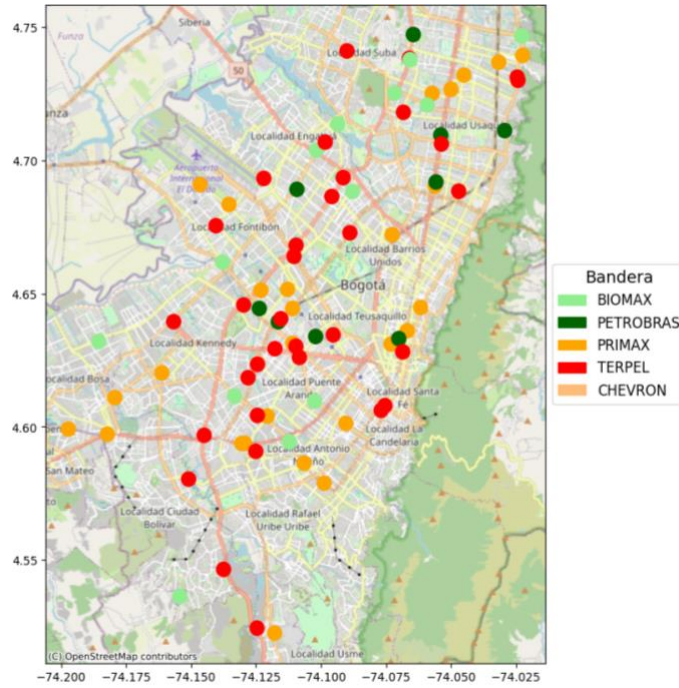 4.75
4.70
4.65
4.60
4.55
Siberia
Funza
50
Localidad Suba
Localidad Engativá
Localidad Usaq
Aeropuerto
Internacional
El Dorado
Localidad Fontibón
Localidad Barrios
Unidos
Bogotá
Localidad Teusaquillo
Localidad Kennedy
ocalidad Bosa
Localidad Puente
Aranda
Localidad Santa
Fé
Localidad La
Candelaria
San Mateo
Localidad Antonio
Localidad Ciudad
Bolívar
Localidad Rafael
Uribe Uribe
Localidad Usme
(C) OpenStreetMap contributors
−74.200 −74.175 −74.150 −74.125 −74.100 −74.075 −74.050 −74.025
Bandera
BIOMAX
PETROBRAS
PRIMAX
TERPEL
CHEVRON